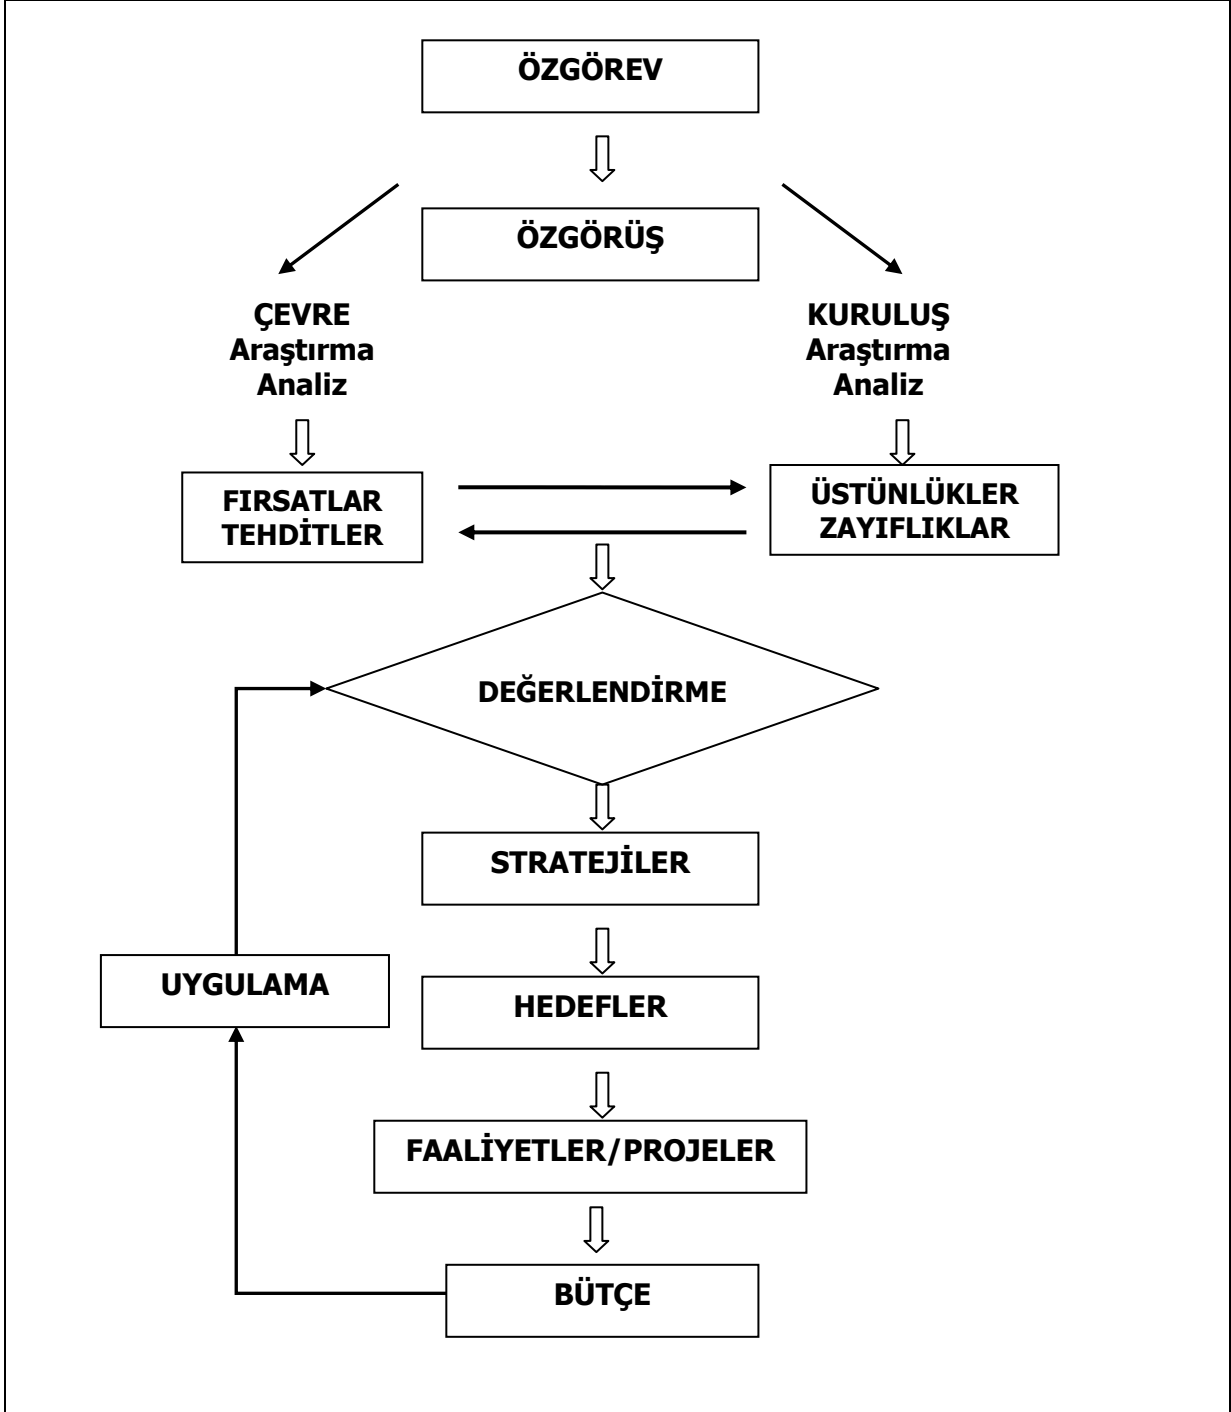 ÖZGÖREV
ÖZGÖRÜŞ
ÇEVRE
Araştırma
Analiz
KURULUŞ
Araştırma
Analiz
FIRSATLAR
TEHDİTLER
ÜSTÜNLÜKLER
ZAYIFLIKLAR
DEĞERLENDİRME
STRATEJİLER
UYGULAMA
HEDEFLER
FAALİYETLER/PROJELER
BÜTÇE